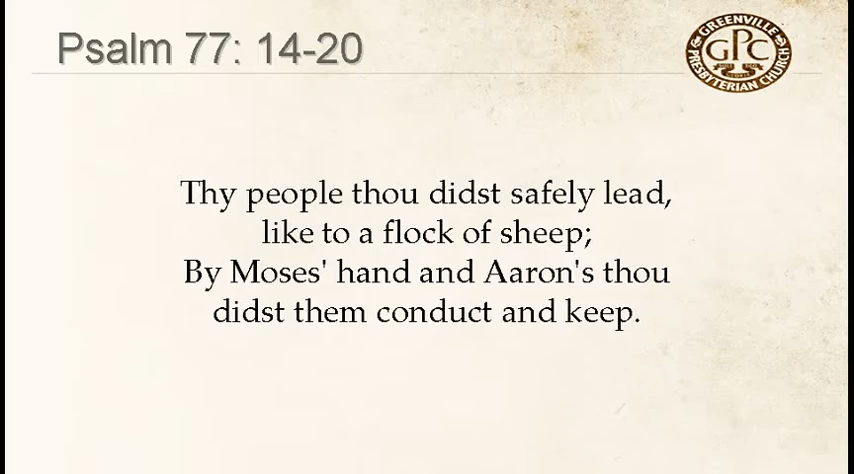 Psalm 77: 14-20
GREENVILLE
GPC
PRESBYTERIAN CHURCH
Thy people thou didst safely lead,
like to a flock of sheep;
By Moses' hand and Aaron's thou
didst them conduct and keep.